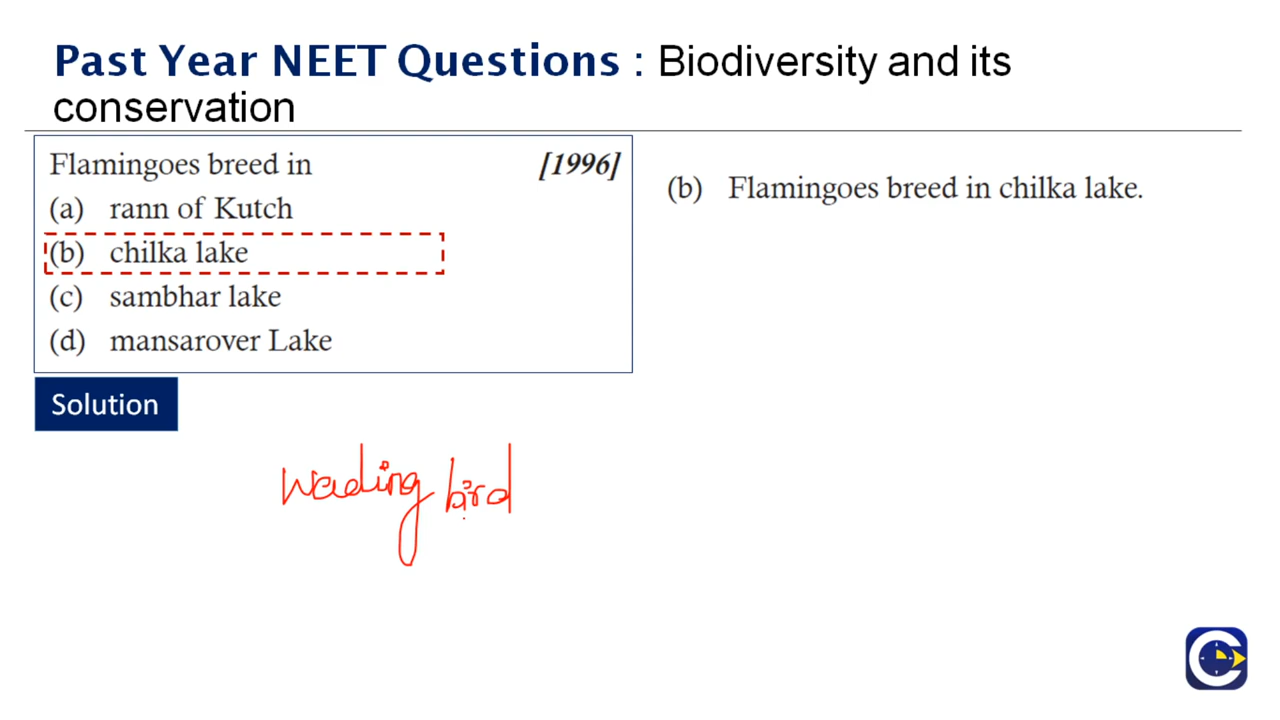 Past Year NEET Questions : Biodiversity and its
conservation
Flamingoes breed in [1996]
(a) rann of Kutch
(b) chilka lake
(c) sambhar lake
(d) mansarover Lake
(b) Flamingoes breed in chilka lake.
Solution
Wading bird